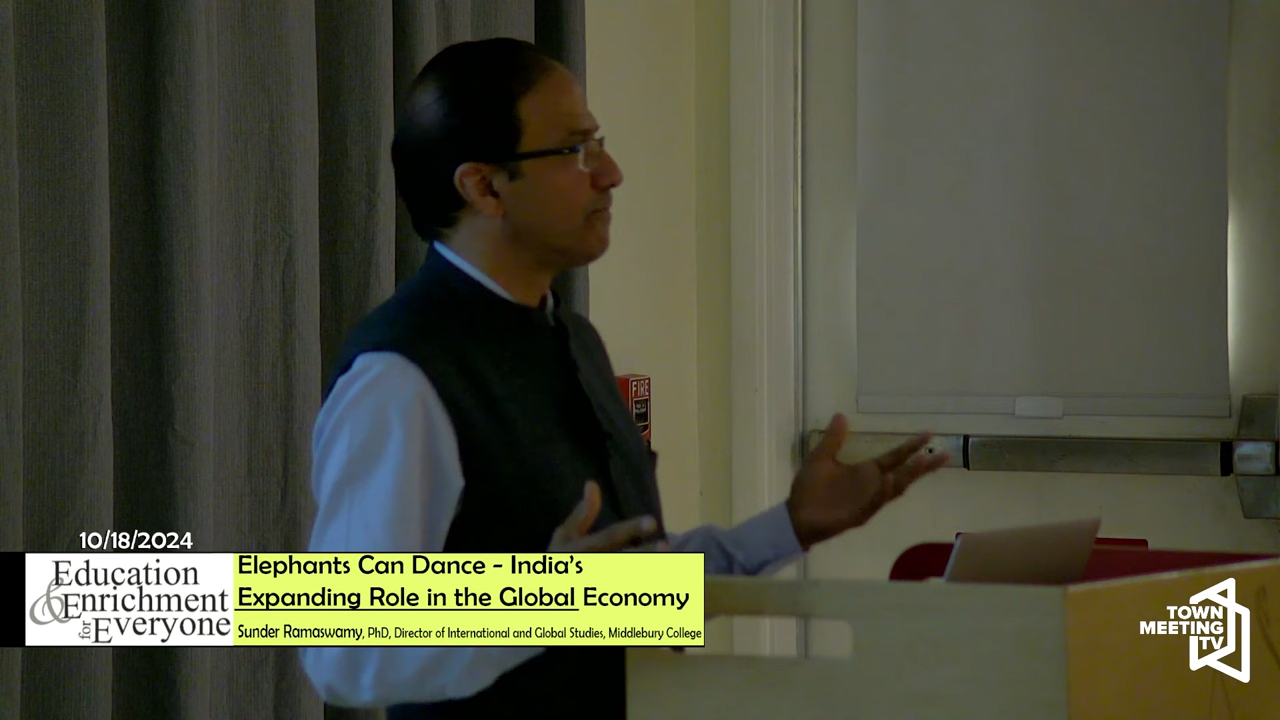 FIRE
10/18/2024
Education
& Enrichment
for Everyone
Elephants Can Dance - India's
Expanding Role in the Global Economy
Sunder Ramaswamy, PhD, Director of International and Global Studies, Middlebury College
TOWN
MEETING
TV